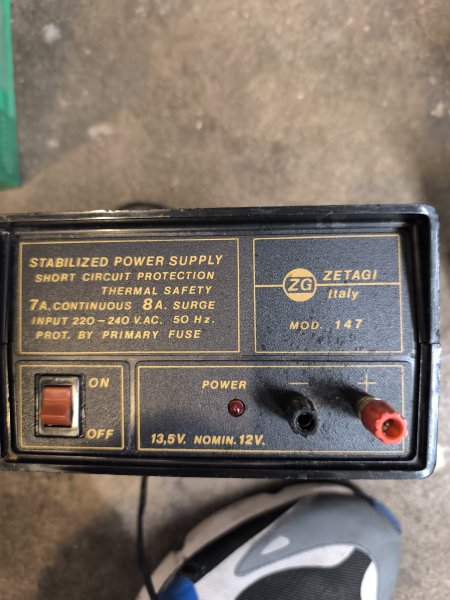 STABILIZED POWER SUPPLY
SHORT CIRCUIT PROTECTION
THERMAL SAFETY
7A. CONTINUOUS 8A. SURGE
INPUT 220-240 V.AC. 50 Hz.
PROT. BY PRIMARY FUSE
ZG ZETAGI
italy
MOD. 147
ON
OFF
POWER
- +
13,5V. NOMIN. 12V.